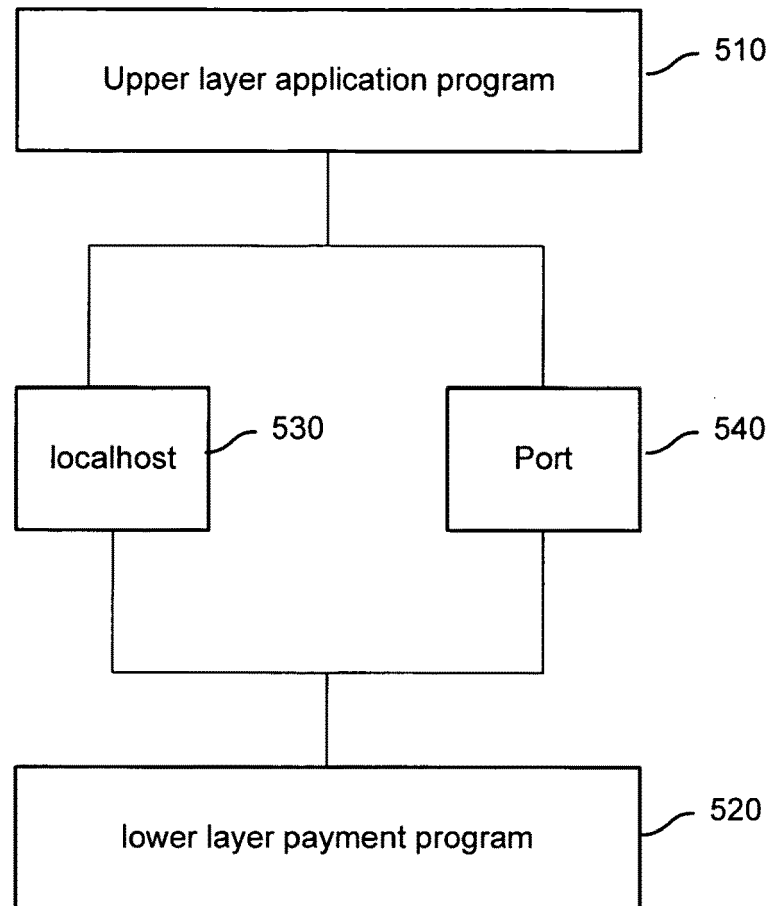 Upper layer application program
510
localhost
530
Port
540
lower layer payment program
520